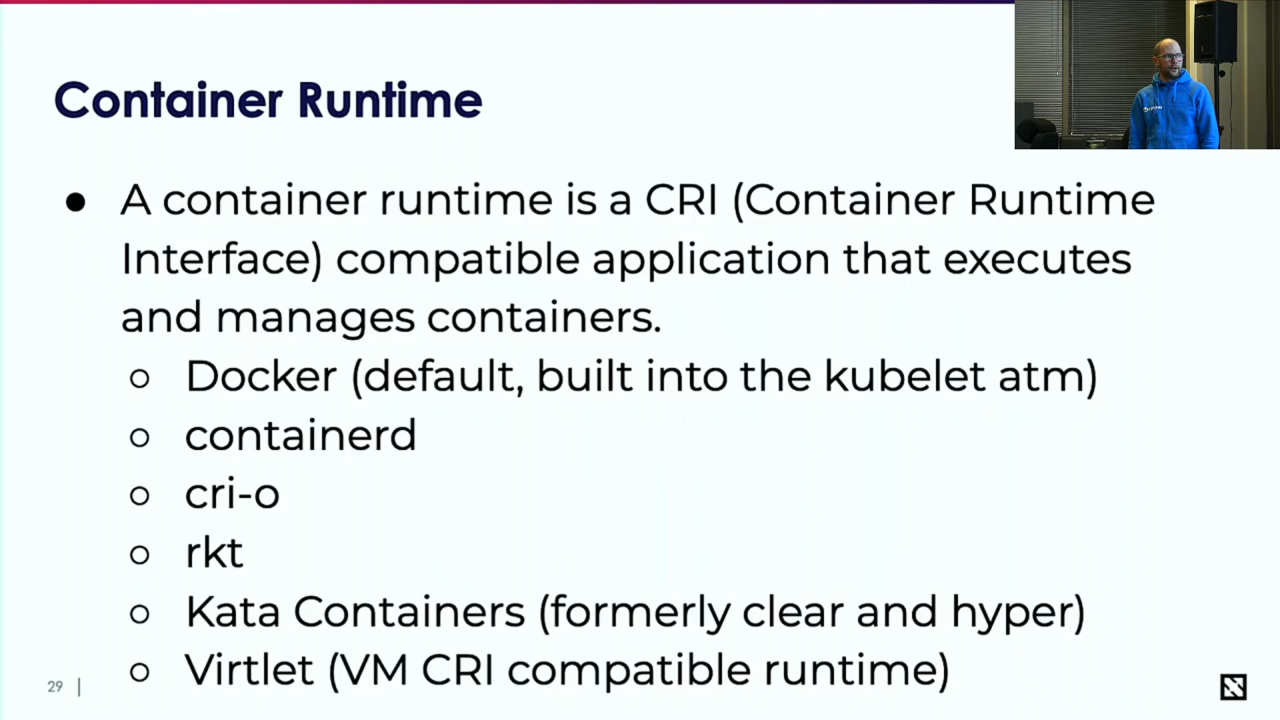 Container Runtime
● A container runtime is a CRI (Container Runtime
Interface) compatible application that executes
and manages containers.
○ Docker (default, built into the kubelet atm)
○ containerd
○ cri-o
○ rkt
○ Kata Containers (formerly clear and hyper)
○ Virtlet (VM CRI compatible runtime)
29 |